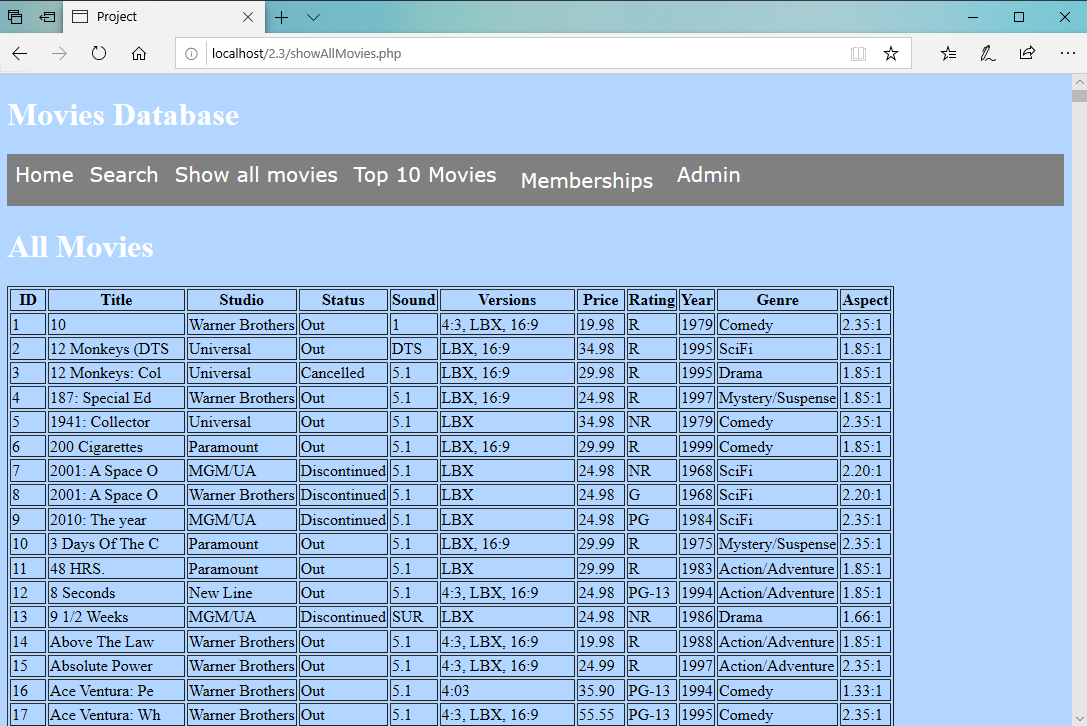 Project
localhost/2.3/showAllMovies.php
Movies Database
Home Search Show all movies Top 10 Movies Memberships Admin
All Movies
ID Title Studio Status Sound Versions Price Rating Year Genre Aspect
1 10 Warner Brothers Out 1 4:3, LBX, 16:9 19.98 R 1979 Comedy 2.35:1
2 12 Monkeys (DTS Universal Out DTS LBX, 16:9 34.98 R 1995 SciFi 1.85:1
3 12 Monkeys: Col Universal Cancelled 5.1 LBX, 16:9 29.98 R 1995 Drama 1.85:1
4 187: Special Ed Warner Brothers Out 5.1 LBX, 16:9 24.98 R 1997 Mystery/Suspense 1.85:1
5 1941: Collector Universal Out 5.1 LBX 34.98 NR 1979 Comedy 2.35:1
6 200 Cigarettes Paramount Out 5.1 LBX, 16:9 29.99 R 1999 Comedy 1.85:1
7 2001: A Space O MGM/UA Discontinued 5.1 LBX 24.98 NR 1968 SciFi 2.20:1
8 2001: A Space O Warner Brothers Discontinued 5.1 LBX 24.98 G 1968 SciFi 2.20:1
9 2010: The year MGM/UA Discontinued 5.1 LBX 24.98 PG 1984 SciFi 2.35:1
10 3 Days Of The C Paramount Out 5.1 LBX, 16:9 29.99 R 1975 Mystery/Suspense 2.35:1
11 48 HRS. Paramount Out 5.1 LBX 29.99 R 1983 Action/Adventure 1.85:1
12 8 Seconds New Line Out 5.1 4:3, LBX, 16:9 24.98 PG-13 1994 Action/Adventure 1.85:1
13 9 1/2 Weeks MGM/UA Discontinued SUR LBX 24.98 NR 1986 Drama 1.66:1
14 Above The Law Warner Brothers Out 5.1 4:3, LBX, 16:9 19.98 R 1988 Action/Adventure 1.85:1
15 Absolute Power Warner Brothers Out 5.1 4:3, LBX, 16:9 24.99 R 1997 Action/Adventure 2.35:1
16 Ace Ventura: Pe Warner Brothers Out 5.1 4:03 35.90 PG-13 1994 Comedy 1.33:1
17 Ace Ventura: Wh Warner Brothers Out 5.1 4:3, LBX, 16:9 55.55 PG-13 1995 Comedy 2.35:1